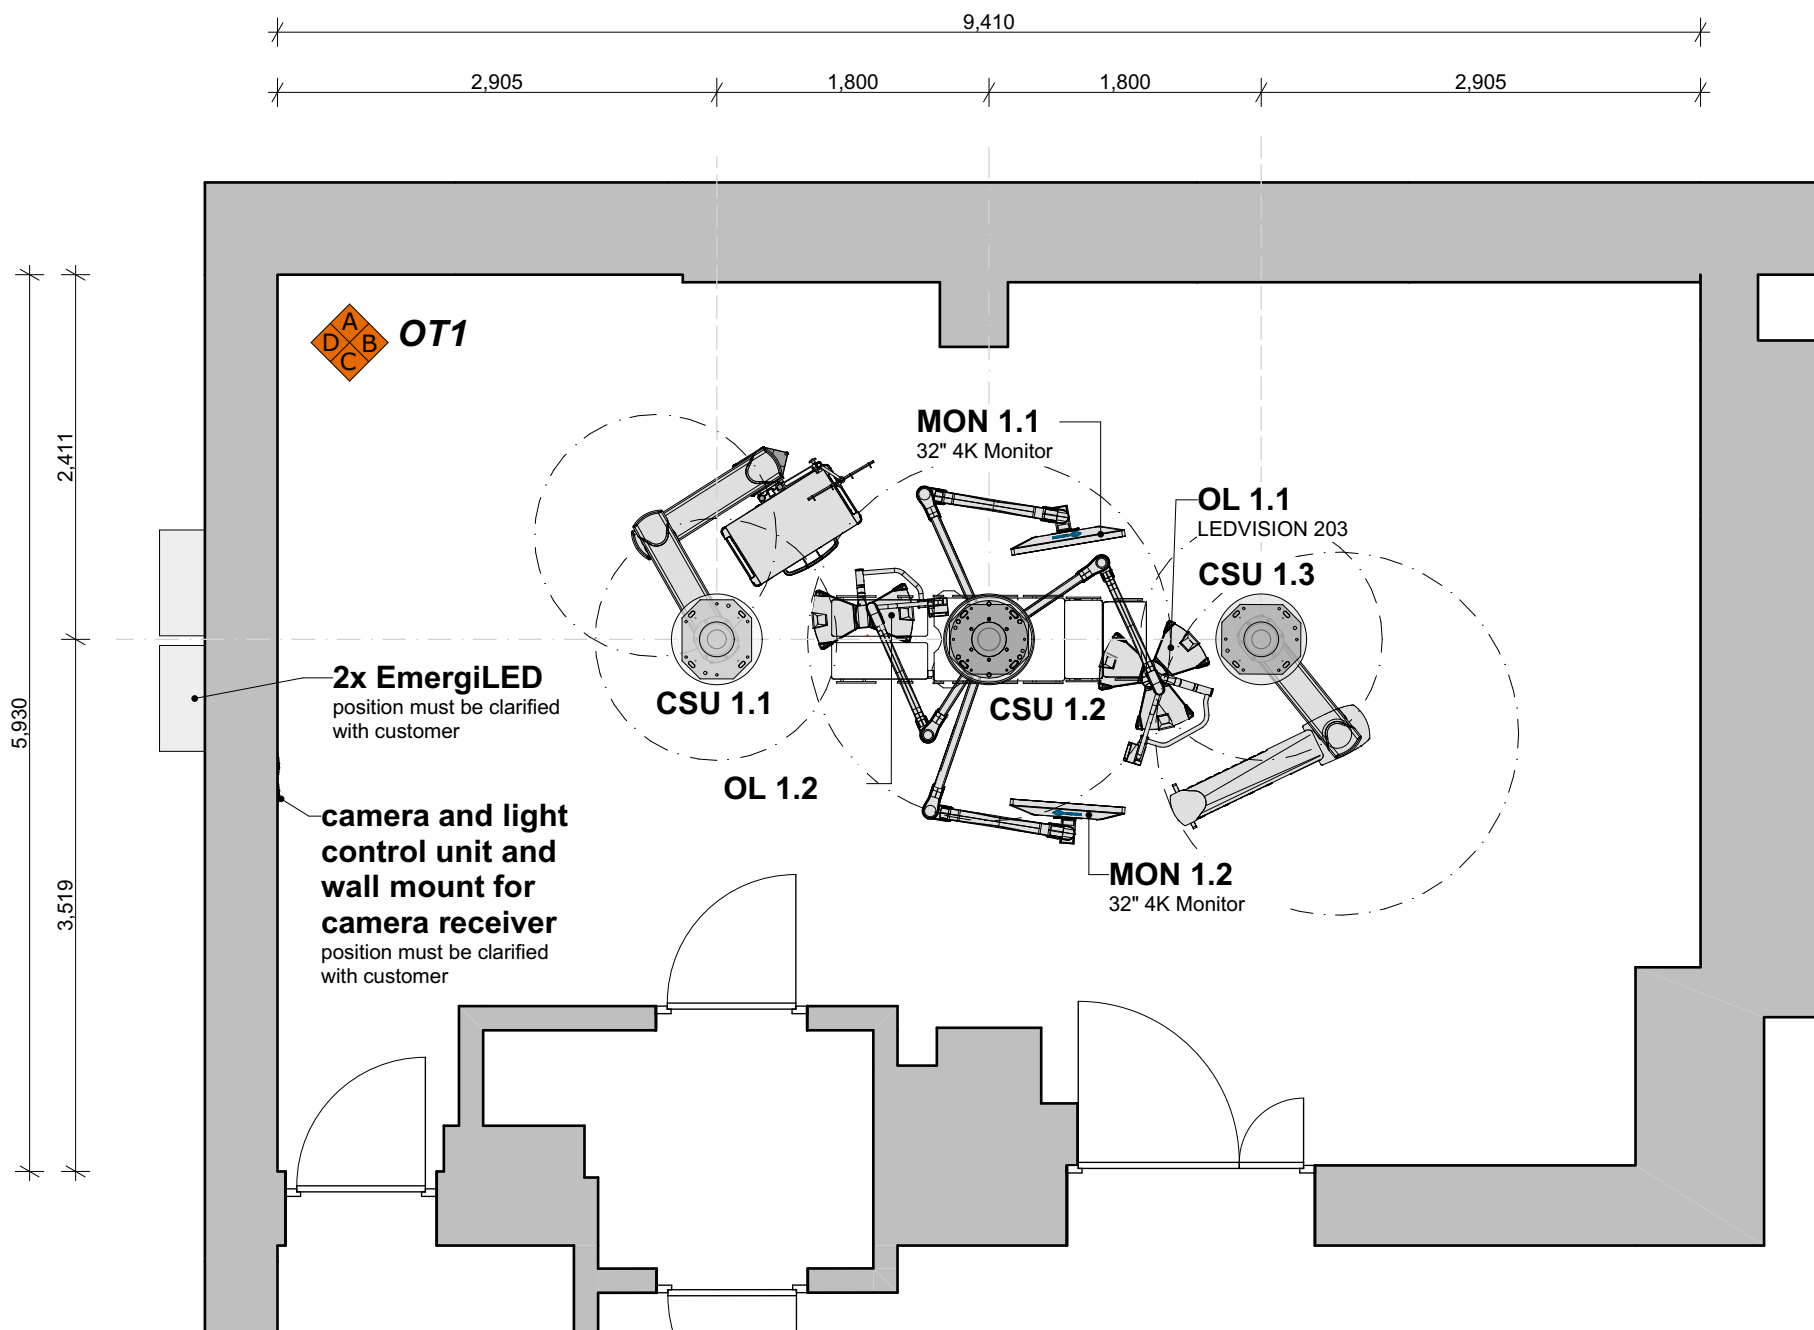 9,410
2,905
1,800
1,800
2,905
A
D B
C
OT1
MON 1.1
32" 4K Monitor
OL 1.1
LEDVISION 203
CSU 1.3
2,411
5,930
3,519
2x EmergiLED
position must be clarified
with customer
CSU 1.1
CSU 1.2
OL 1.2
camera and light
control unit and
wall mount for
camera receiver
position must be clarified
with customer
MON 1.2
32" 4K Monitor